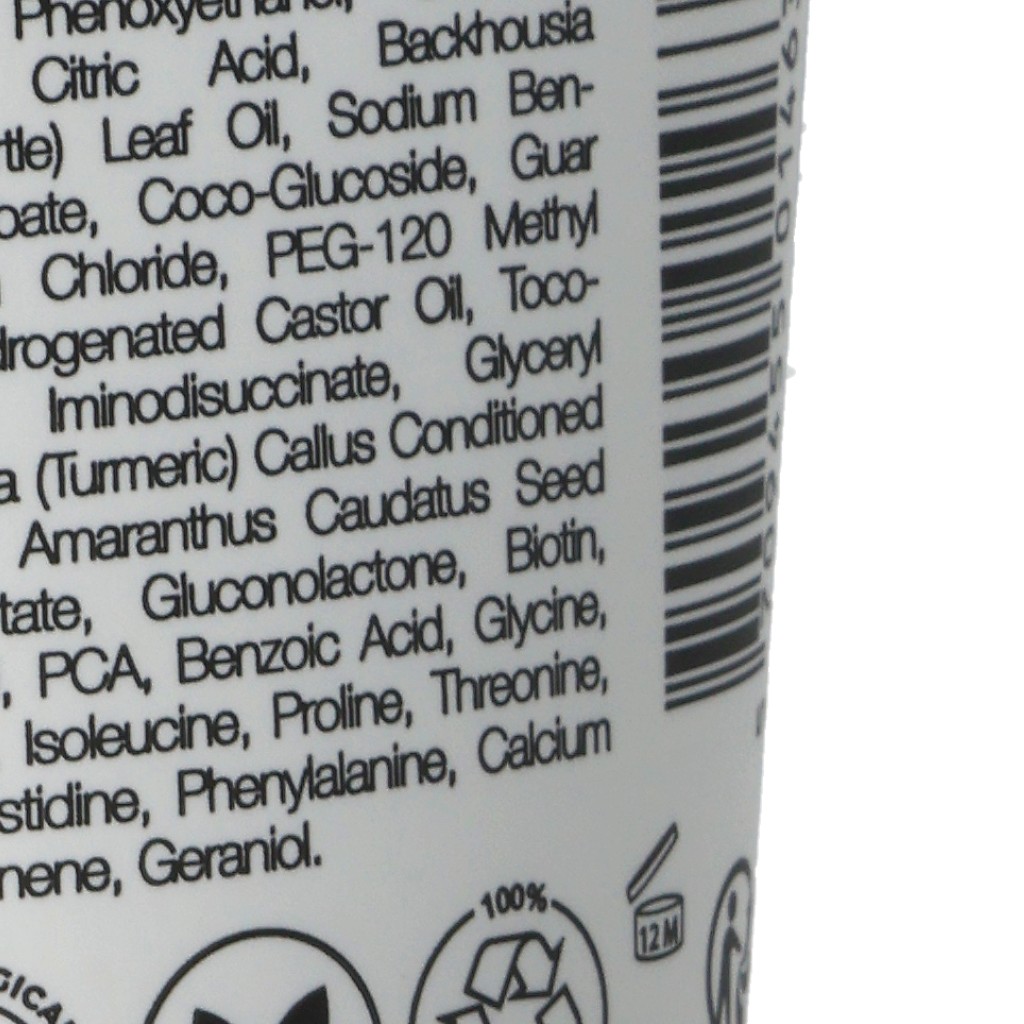 Phenoxyethanol,
Citric Acid, Backhousia
rtle) Leaf Oil, Sodium Ben-
oate, Coco-Glucoside, Guar
Chloride, PEG-120 Methyl
drogenated Castor Oil, Toco-
Iminodisuccinate, Glyceryl
a (Turmeric) Callus Conditioned
Amaranthus Caudatus Seed
tate, Gluconolactone, Biotin,
, PCA, Benzoic Acid, Glycine,
Isoleucine, Proline, Threonine,
stidine, Phenylalanine, Calcium
nene, Geraniol.
100%
12M
GICA